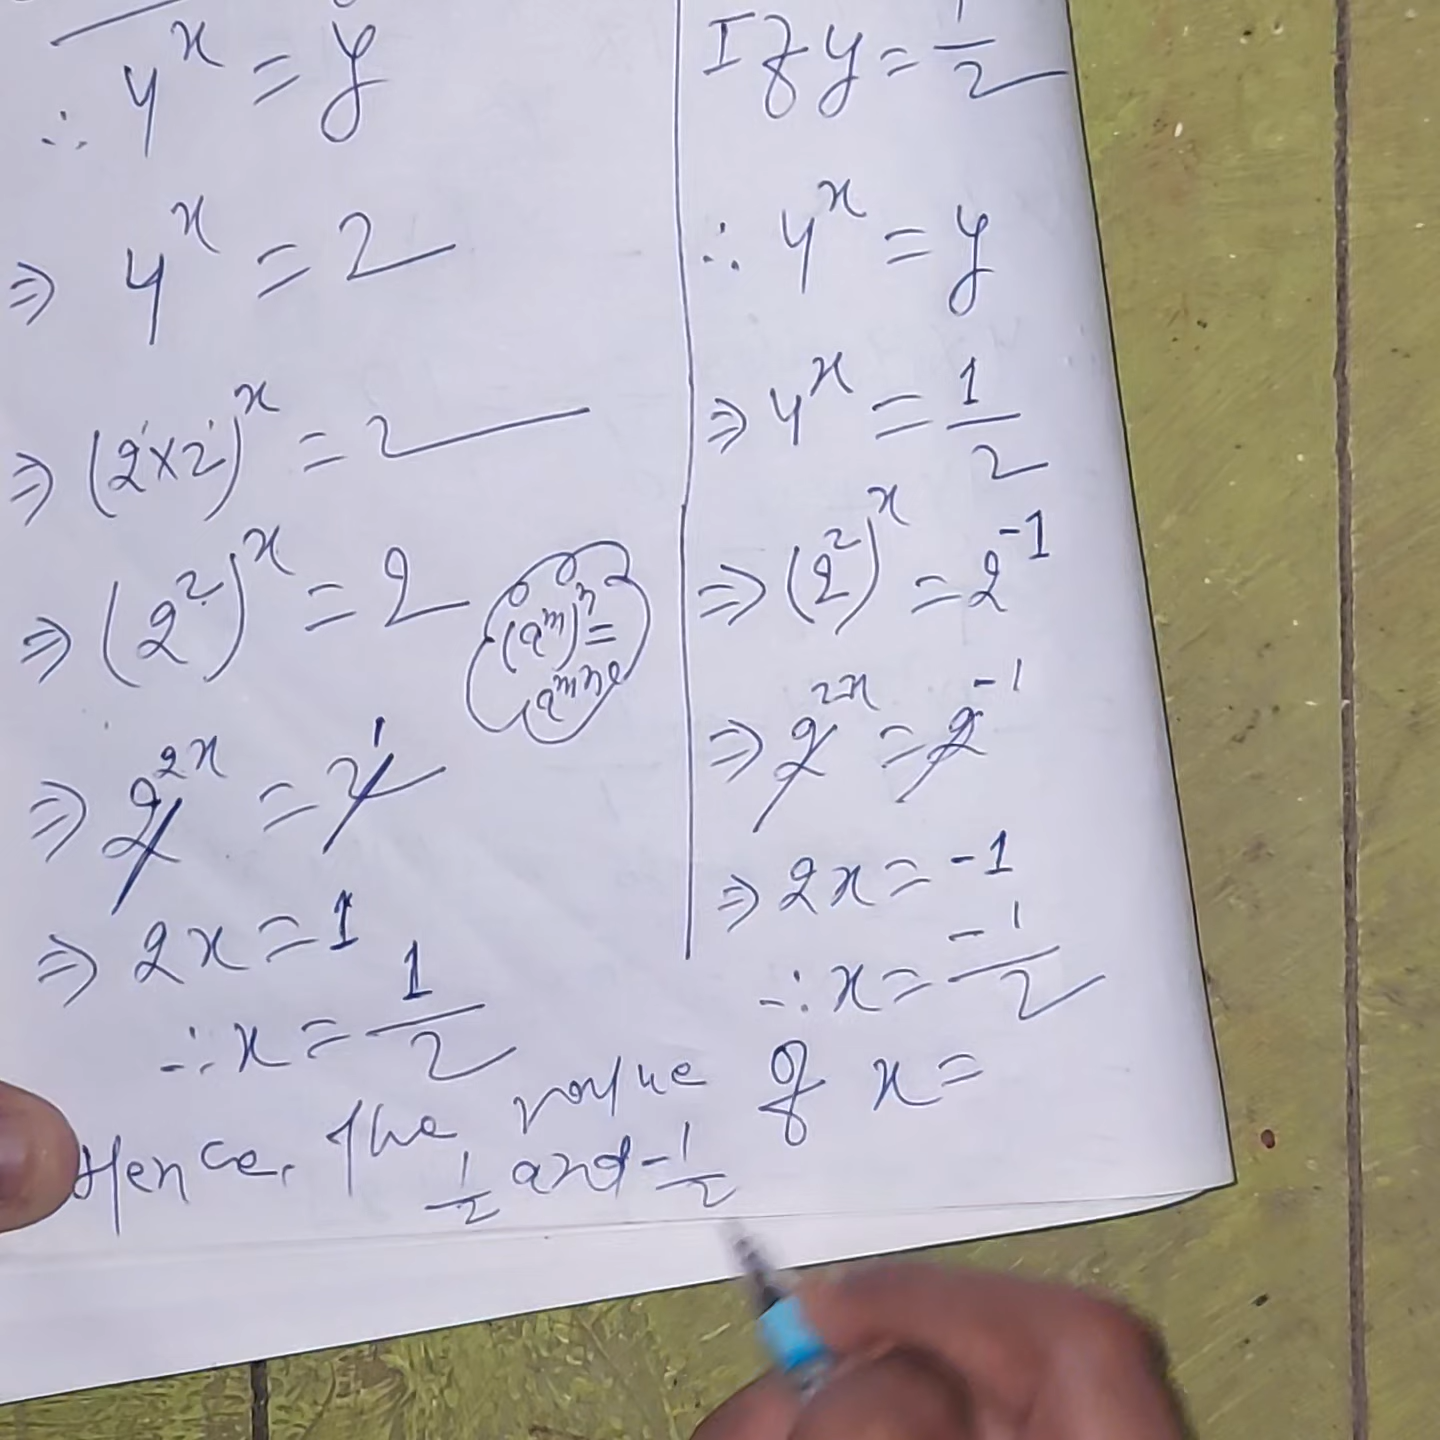 ∴ 4^x = y
⇒ 4^x = 2
⇒ (2×2)^x = 2
⇒ (2^2)^x = 2
(a^m)^n =
a^mn
⇒ 2^2x = 2^1
⇒ 2x = 1
∴ x = 1/2
If y = 1/2
∴ 4^x = y
⇒ 4^x = 1/2
⇒ (2^2)^x = 2^-1
⇒ 2^2x = 2^-1
⇒ 2x = -1
∴ x = -1/2
Hence, the value of x =
1/2 and -1/2